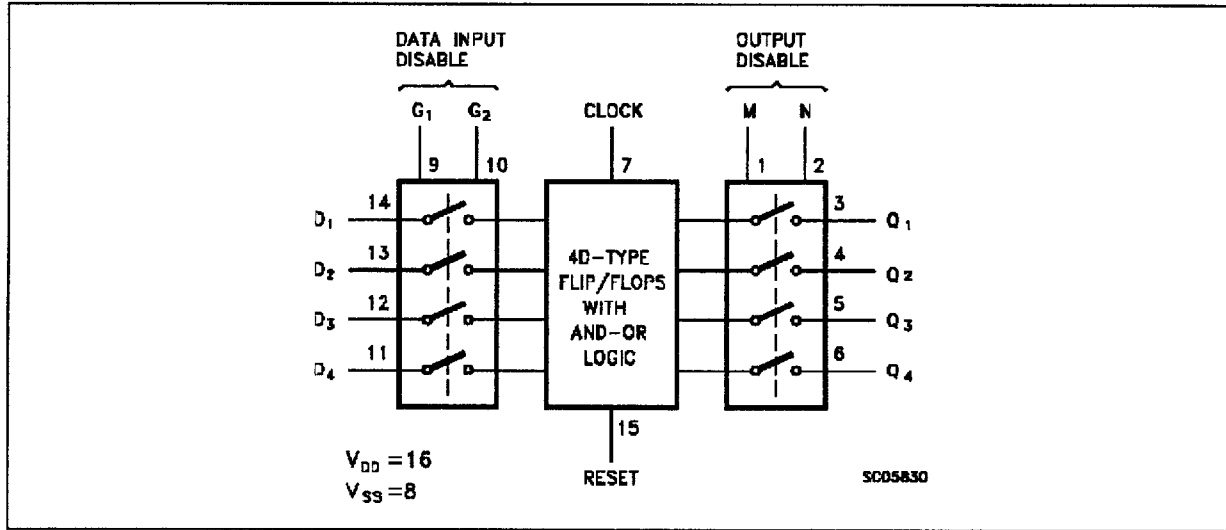 DATA INPUT
DISABLE
OUTPUT
DISABLE
G₁ G₂ CLOCK M N
9 10 7 1 2
D₁ 14 3 Q₁
D₂ 13 4 Q₂
D₃ 12 5 Q₃
D₄ 11 6 Q₄
4D-TYPE
FLIP/FLOPS
WITH
AND-OR
LOGIC
15
RESET
V_DD =16
V_SS =8
SC05830